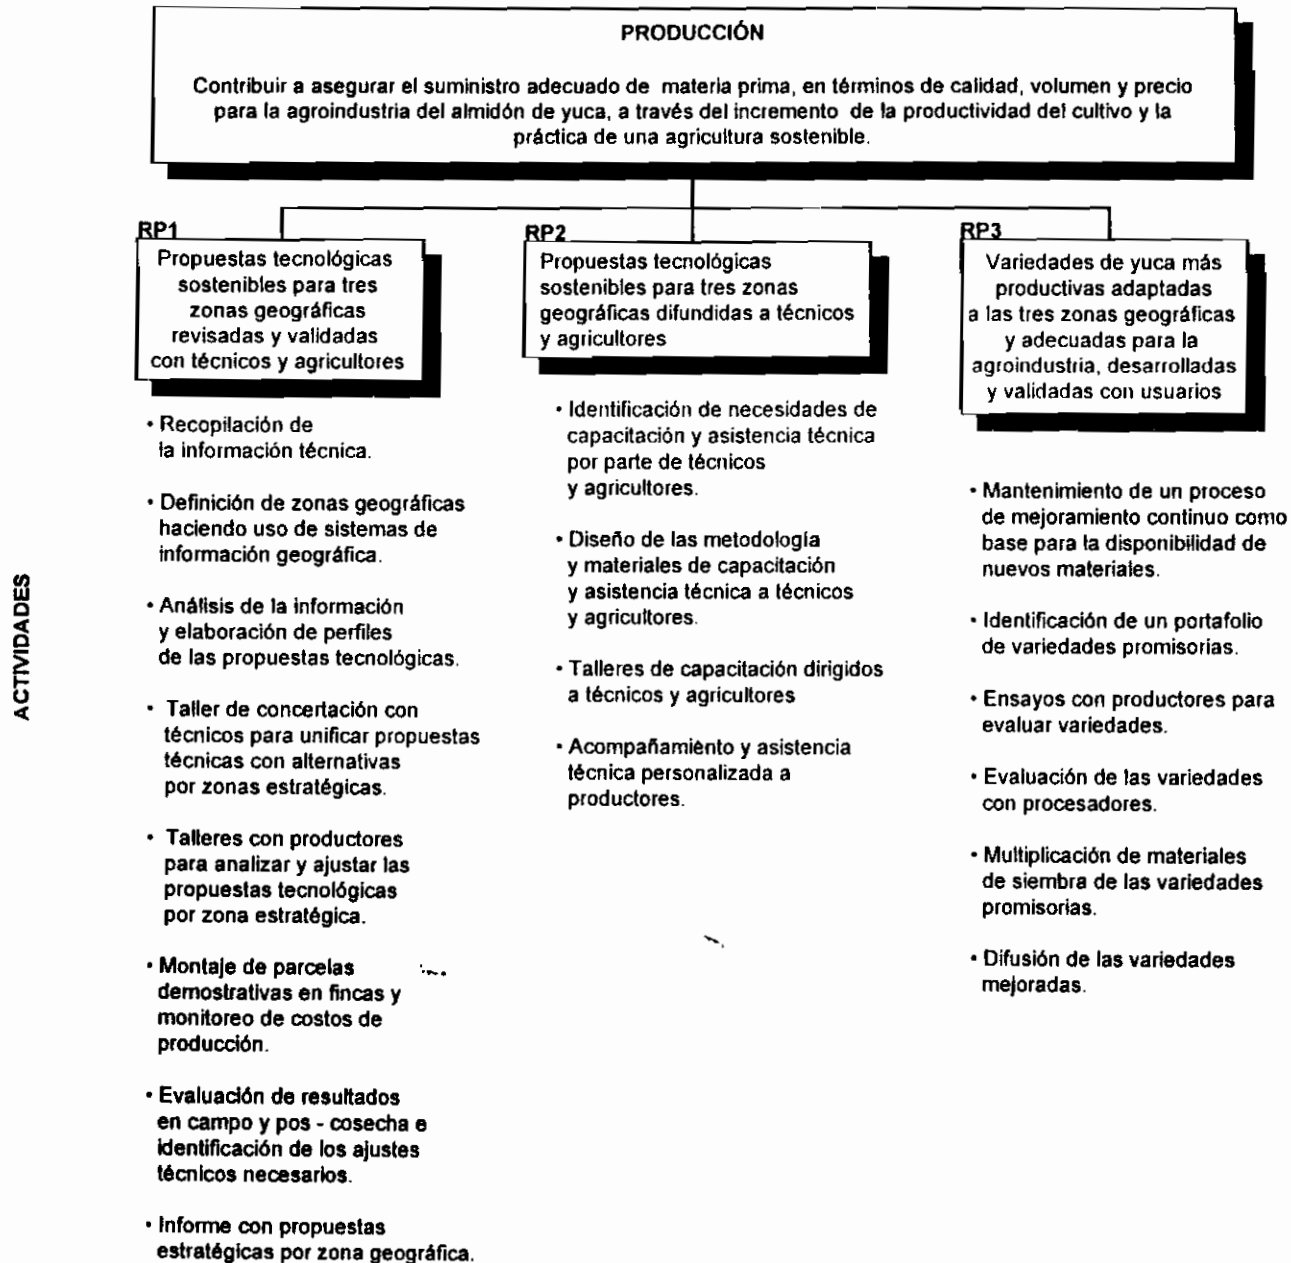 PRODUCCIÓN
Contribuir a asegurar el suministro adecuado de materia prima, en términos de calidad, volumen y precio
para la agroindustria del almidón de yuca, a través del incremento de la productividad del cultivo y la
práctica de una agricultura sostenible.
RP1
Propuestas tecnológicas
sostenibles para tres
zonas geográficas
revisadas y validadas
con técnicos y agricultores
RP2
Propuestas tecnológicas
sostenibles para tres zonas
geográficas difundidas a técnicos
y agricultores
RP3
Variedades de yuca más
productivas adaptadas
a las tres zonas geográficas
y adecuadas para la
agroindustria, desarrolladas
y validadas con usuarios
ACTIVIDADES
• Recopilación de
la información técnica.
• Definición de zonas geográficas
haciendo uso de sistemas de
información geográfica.
• Análisis de la información
y elaboración de perfiles
de las propuestas tecnológicas.
• Taller de concertación con
técnicos para unificar propuestas
técnicas con alternativas
por zonas estratégicas.
• Talleres con productores
para analizar y ajustar las
propuestas tecnológicas
por zona estratégica.
• Montaje de parcelas
demostrativas en fincas y
monitoreo de costos de
producción.
• Evaluación de resultados
en campo y pos - cosecha e
identificación de los ajustes
técnicos necesarios.
• Informe con propuestas
estratégicas por zona geográfica.
• Identificación de necesidades de
capacitación y asistencia técnica
por parte de técnicos
y agricultores.
• Diseño de las metodología
y materiales de capacitación
y asistencia técnica a técnicos
y agricultores.
• Talleres de capacitación dirigidos
a técnicos y agricultores
• Acompañamiento y asistencia
técnica personalizada a
productores.
• Mantenimiento de un proceso
de mejoramiento continuo como
base para la disponibilidad de
nuevos materiales.
• Identificación de un portafolio
de variedades promisorias.
• Ensayos con productores para
evaluar variedades.
• Evaluación de las variedades
con procesadores.
• Multiplicación de materiales
de siembra de las variedades
promisorias.
• Difusión de las variedades
mejoradas.